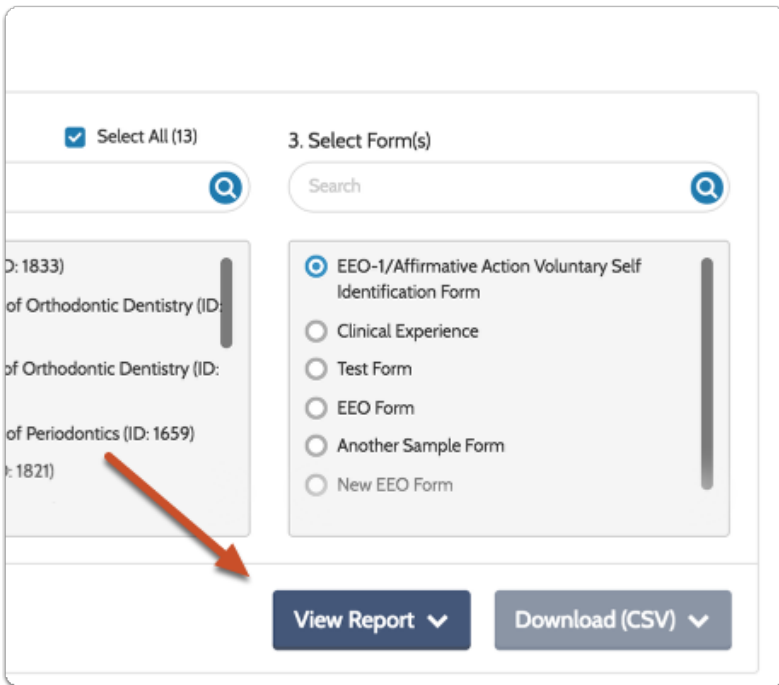 Select All (13)
3. Select Form(s)
Search
D: 1833)
of Orthodontic Dentistry (ID:
of Orthodontic Dentistry (ID:
of Periodontics (ID: 1659)
: 1821)
EEO-1/Affirmative Action Voluntary Self
Identification Form
Clinical Experience
Test Form
EEO Form
Another Sample Form
New EEO Form
View Report
Download (CSV)